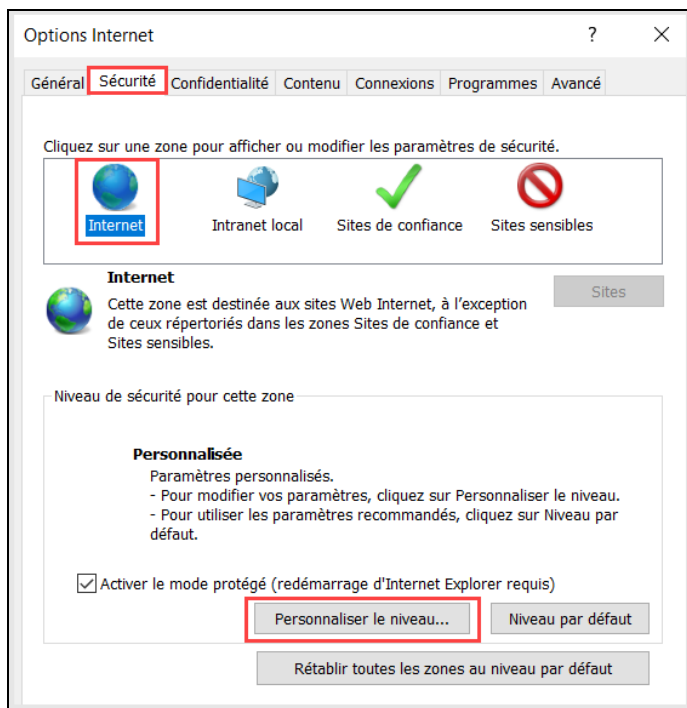 Options Internet ?
Général Sécurité Confidentialité Contenu Connexions Programmes Avancé
Cliquez sur une zone pour afficher ou modifier les paramètres de sécurité.
Internet Intranet local Sites de confiance Sites sensibles
Internet
Sites
Cette zone est destinée aux sites Web Internet, à l'exception
de ceux répertoriés dans les zones Sites de confiance et
Sites sensibles.
Niveau de sécurité pour cette zone
Personnalisée
Paramètres personnalisés.
- Pour modifier vos paramètres, cliquez sur Personnaliser le niveau.
- Pour utiliser les paramètres recommandés, cliquez sur Niveau par
défaut.
Activer le mode protégé (redémarrage d'Internet Explorer requis)
Personnaliser le niveau... Niveau par défaut
Rétablir toutes les zones au niveau par défaut